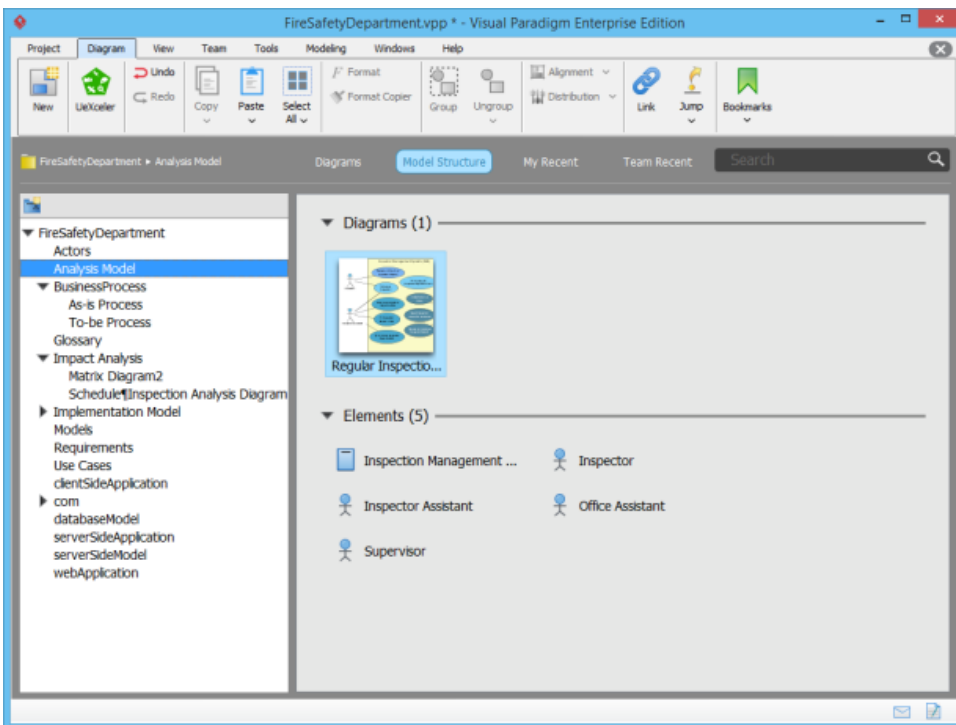 FireSafetyDepartment.vpp * - Visual Paradigm Enterprise Edition
Project Diagram View Team Tools Modeling Windows Help
New
UeXceler
Undo
Redo
Copy
Paste
Select All
Format
Format Copier
Group
Ungroup
Alignment
Distribution
Link
Jump
Bookmarks
FireSafetyDepartment ▸ Analysis Model
Diagrams Model Structure My Recent Team Recent Search
FireSafetyDepartment
Actors
Analysis Model
BusinessProcess
As-is Process
To-be Process
Glossary
Impact Analysis
Matrix Diagram2
Schedule¶Inspection Analysis Diagram
Implementation Model
Models
Requirements
Use Cases
clientSideApplication
com
databaseModel
serverSideApplication
serverSideModel
webApplication
Diagrams (1)
Regular Inspectio...
Elements (5)
Inspection Management ... Inspector
Inspector Assistant Office Assistant
Supervisor